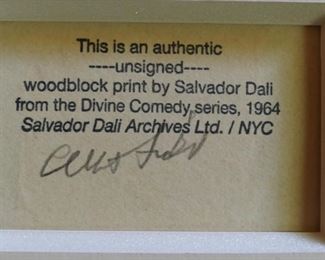 This is an authentic
----unsigned----
woodblock print by Salvador Dali
from the Divine Comedy series, 1964
Salvador Dali Archives Ltd. / NYC